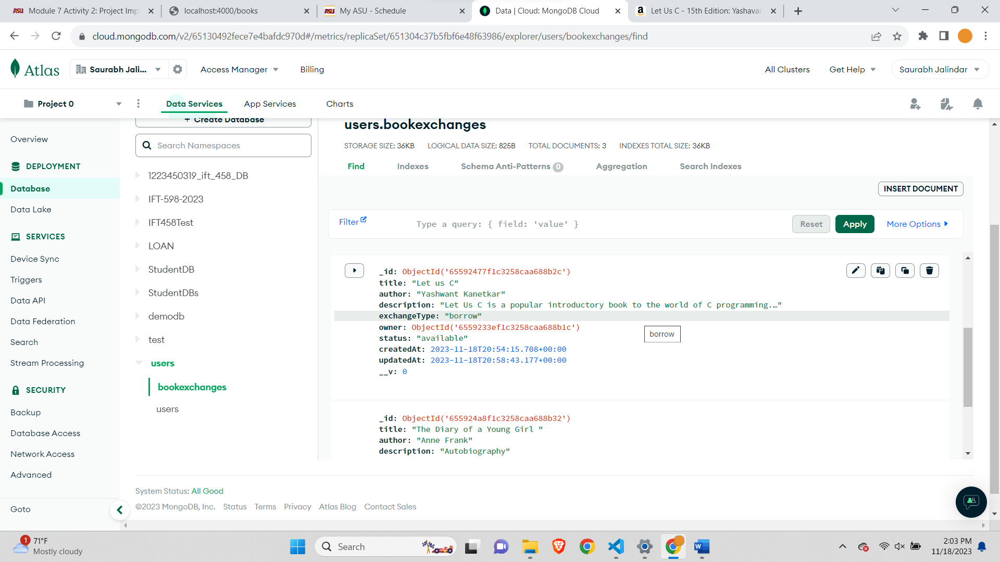 Module 7 Activity 2: Project Impl
localhost:4000/books
My ASU - Schedule
Data | Cloud: MongoDB Cloud
Let Us C - 15th Edition: Yashavan
cloud.mongodb.com/v2/65130492fece7e4bafdc970d#/metrics/replicaSet/651304c37b5fbf6e48f63986/explorer/users/bookexchanges/find
Atlas
Saurabh Jali...
Access Manager
Billing
All Clusters
Get Help
Saurabh Jalindar
Project 0
Data Services
App Services
Charts
Overview
DEPLOYMENT
Database
Data Lake
SERVICES
Device Sync
Triggers
Data API
Data Federation
Search
Stream Processing
SECURITY
Backup
Database Access
Network Access
Advanced
Goto
+ Create Database
Search Namespaces
1223450319_ift_458_DB
IFT-598-2023
IFT458Test
LOAN
StudentDB
StudentDBs
demodb
test
users
bookexchanges
users
users.bookexchanges
STORAGE SIZE: 36KB LOGICAL DATA SIZE: 825B TOTAL DOCUMENTS: 3 INDEXES TOTAL SIZE: 36KB
Find Indexes Schema Anti-Patterns 0 Aggregation Search Indexes
INSERT DOCUMENT
Filter Type a query: { field: 'value' } Reset Apply More Options
_id: ObjectId('65592477f1c3258caa688b2c')
title: "Let us C"
author: "Yashwant Kanetkar"
description: "Let Us C is a popular introductory book to the world of C programming.…"
exchangeType: "borrow"
owner: ObjectId('6559233ef1c3258caa688b1c')
borrow
status: "available"
createdAt: 2023-11-18T20:54:15.708+00:00
updatedAt: 2023-11-18T20:58:43.177+00:00
__v: 0
_id: ObjectId('655924a8f1c3258caa688b32')
title: "The Diary of a Young Girl "
author: "Anne Frank"
description: "Autobiography"
System Status: All Good
©2023 MongoDB, Inc. Status Terms Privacy Atlas Blog Contact Sales
1
71°F
Mostly cloudy
Search
2:03 PM
11/18/2023